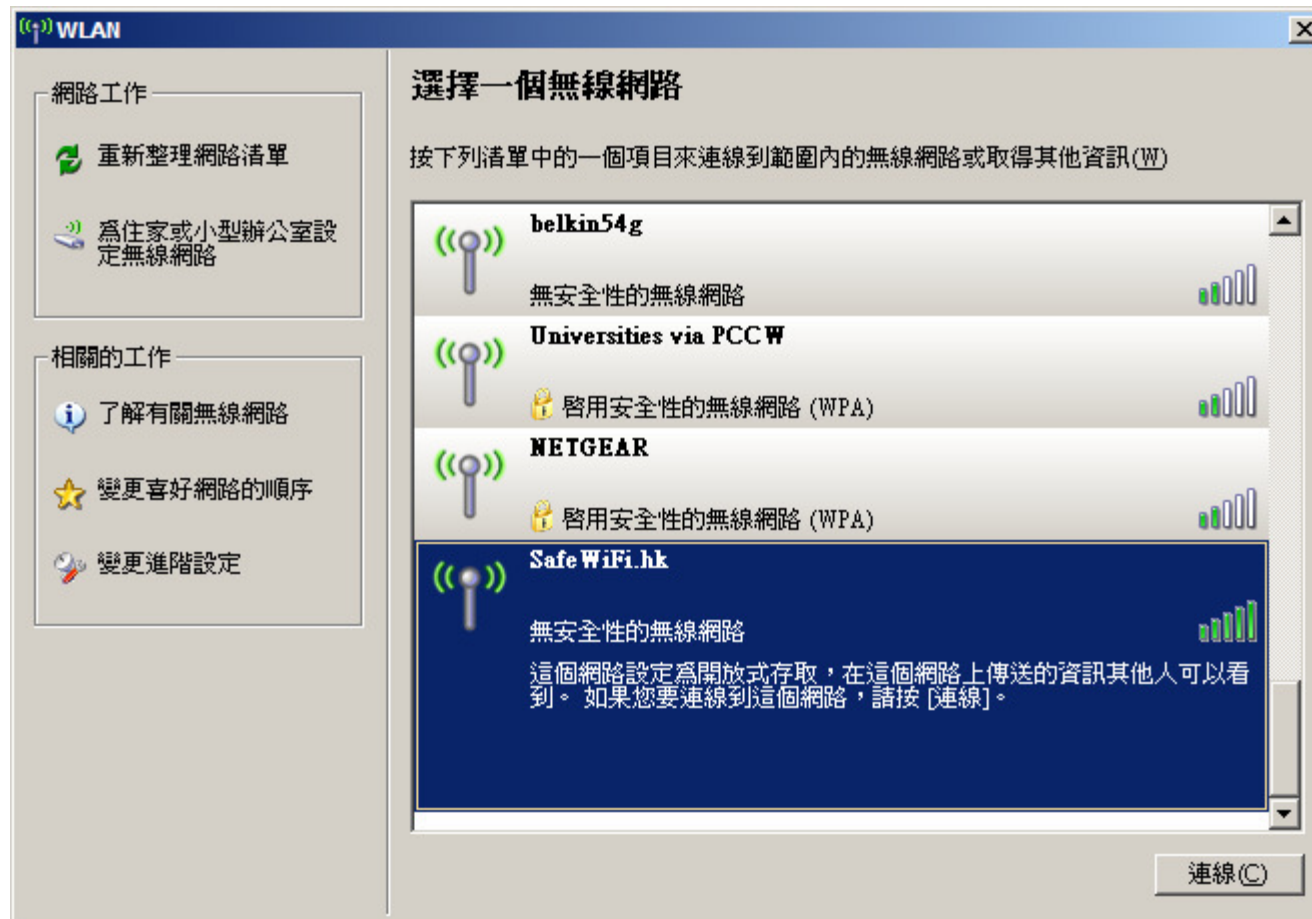 WLAN
網路工作
重新整理網路清單
為住家或小型辦公室設
定無線網路
相關的工作
了解有關無線網路
變更喜好網路的順序
變更進階設定
選擇一個無線網路
按下列清單中的一個項目來連線到範圍內的無線網路或取得其他資訊(W)
belkin54g
無安全性的無線網路
Universities via PCCW
啓用安全性的無線網路 (WPA)
NETGEAR
啓用安全性的無線網路 (WPA)
SafeWiFi.hk
無安全性的無線網路
這個網路設定為開放式存取，在這個網路上傳送的資訊其他人可以看
到。 如果您要連線到這個網路，請按 [連線]。
連線(C)